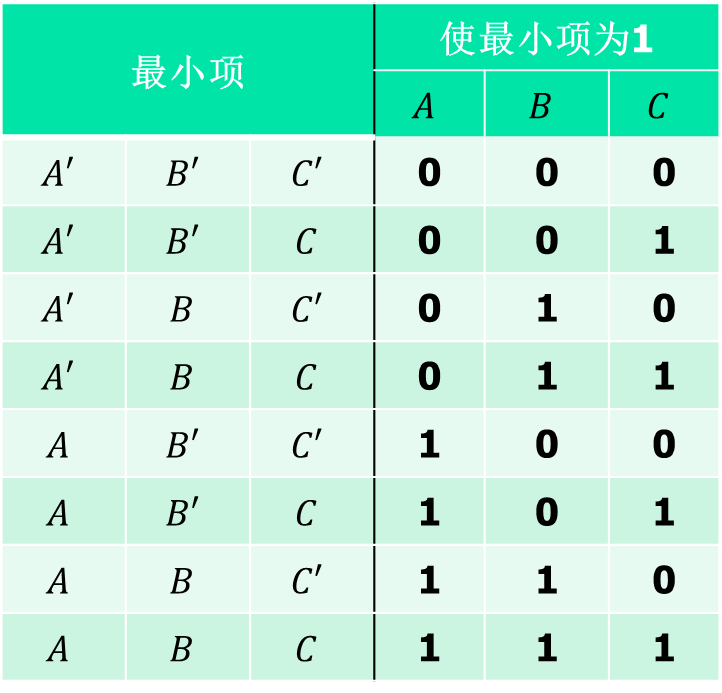 最小项 使最小项为1
A B C
A′ B′ C′ 0 0 0
A′ B′ C 0 0 1
A′ B C′ 0 1 0
A′ B C 0 1 1
A B′ C′ 1 0 0
A B′ C 1 0 1
A B C′ 1 1 0
A B C 1 1 1